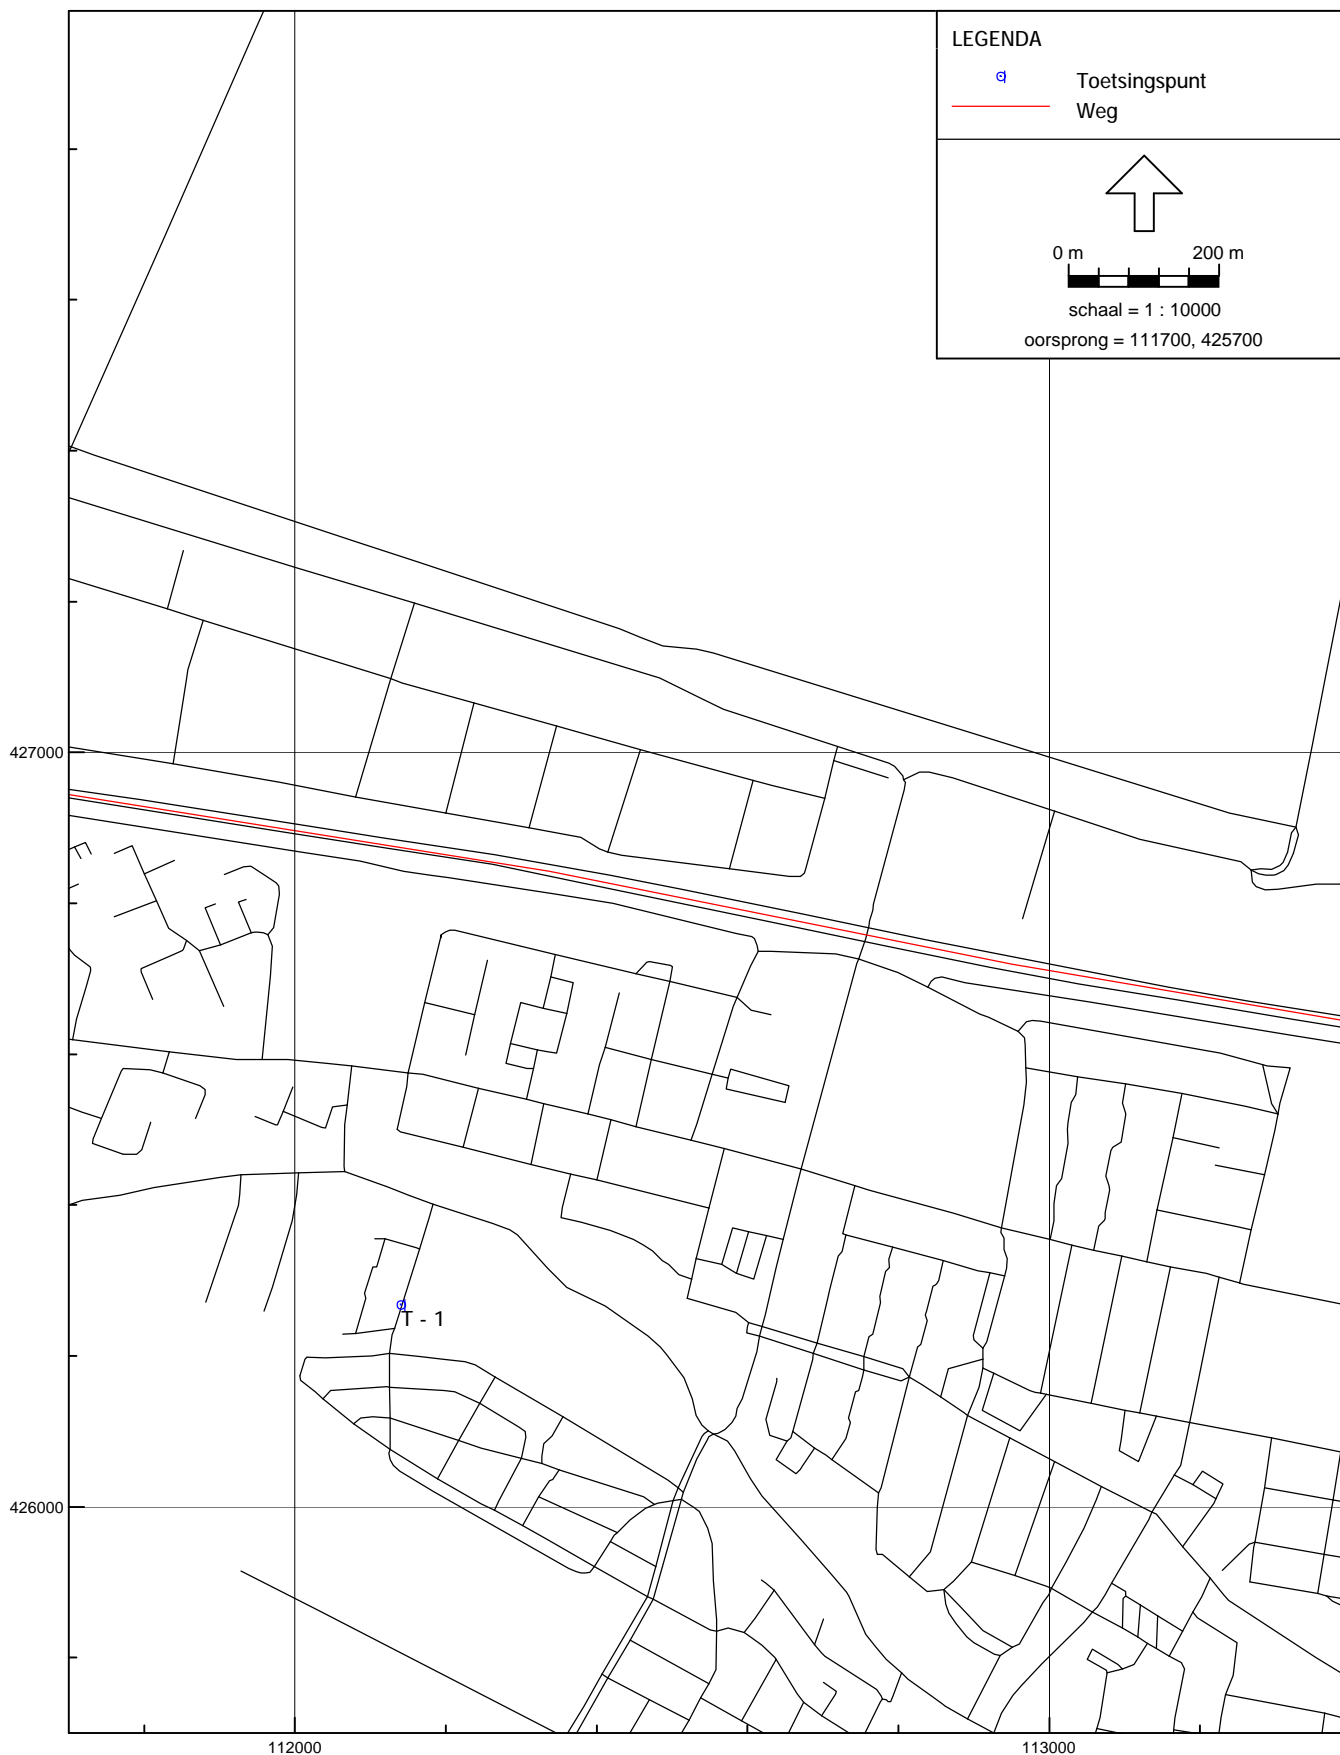 LEGENDA
Toetsingspunt
Weg
0 m 200 m
schaal = 1 : 10000
oorsprong = 111700, 425700
427000
T - 1
426000
112000 113000